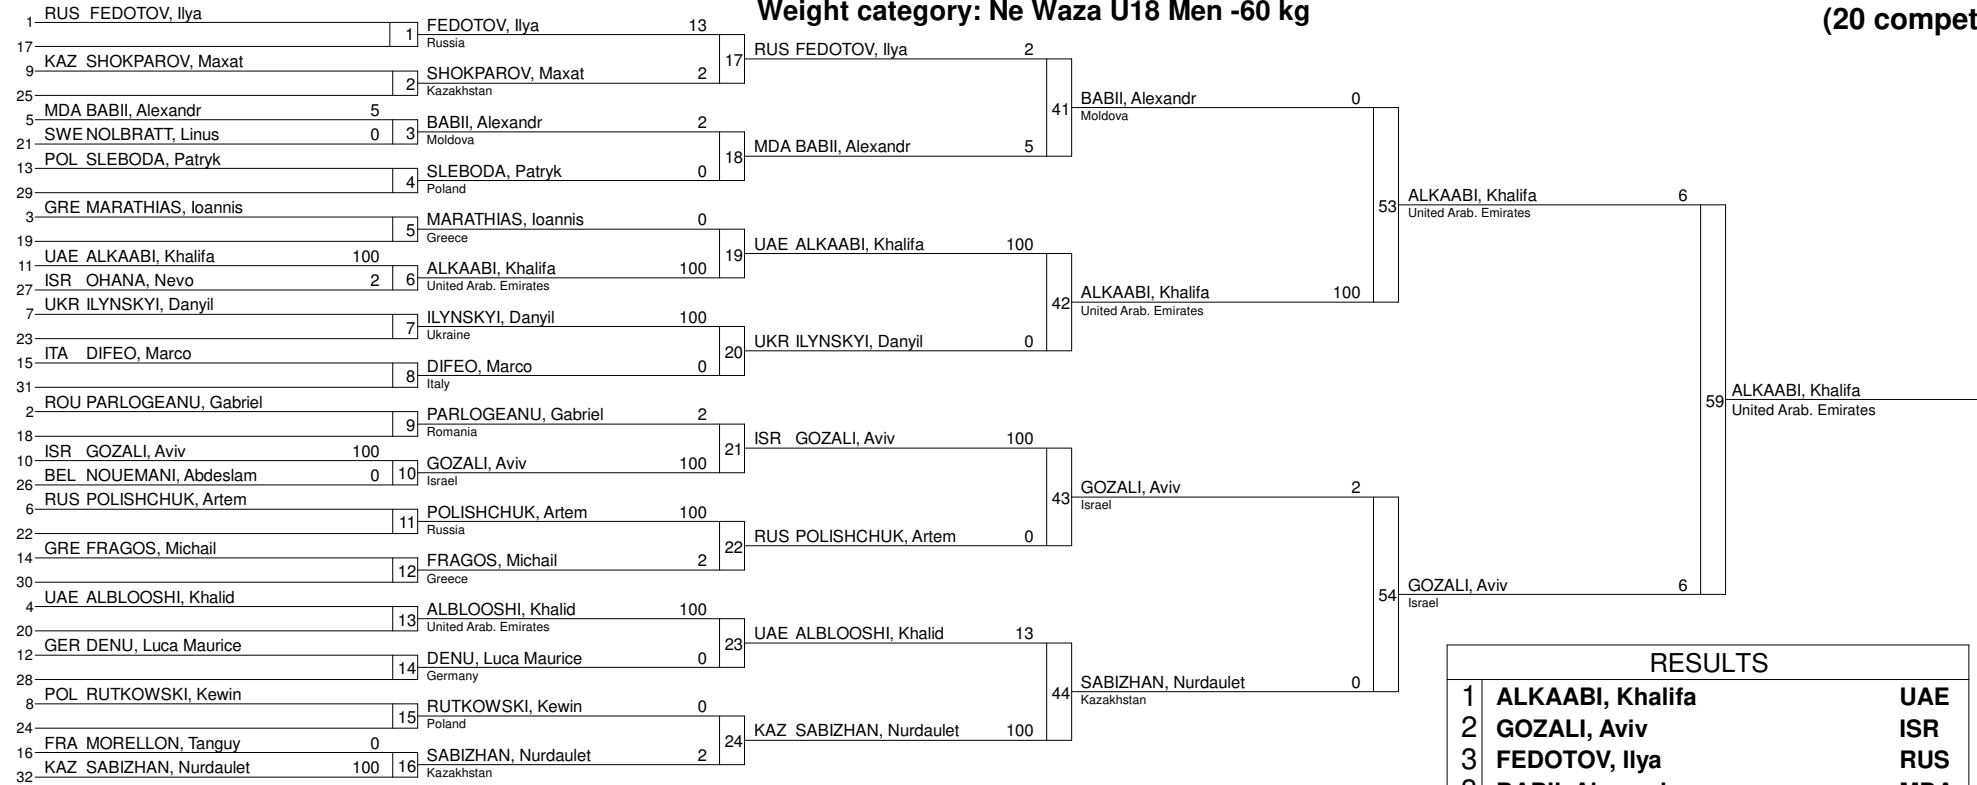 Weight category: Ne Waza U18 Men -60 kg
(20 compet
1 RUS FEDOTOV, Ilya
17
1
9 KAZ SHOKPAROV, Maxat
25
2
5 MDA BABII, Alexandr 5
21 SWE NOLBRATT, Linus 0
3
13 POL SLEBODA, Patryk
29
4
3 GRE MARATHIAS, Ioannis
19
5
11 UAE ALKAABI, Khalifa 100
27 ISR OHANA, Nevo 2
6
7 UKR ILYNSKYI, Danyil
23
7
15 ITA DIFEO, Marco
31
8
2 ROU PARLOGEANU, Gabriel
18
9
10 ISR GOZALI, Aviv 100
26 BEL NOUEMANI, Abdeslam 0
10
6 RUS POLISHCHUK, Artem
22
11
14 GRE FRAGOS, Michail
30
12
4 UAE ALBLOOSHI, Khalid
20
13
12 GER DENU, Luca Maurice
28
14
8 POL RUTKOWSKI, Kewin
24
15
16 FRA MORELLON, Tanguy 0
32 KAZ SABIZHAN, Nurdaulet 100
16
FEDOTOV, Ilya 13
Russia
17
SHOKPAROV, Maxat 2
Kazakhstan
BABII, Alexandr 2
Moldova
18
SLEBODA, Patryk 0
Poland
MARATHIAS, Ioannis 0
Greece
19
ALKAABI, Khalifa 100
United Arab. Emirates
ILYNSKYI, Danyil 100
Ukraine
20
DIFEO, Marco 0
Italy
PARLOGEANU, Gabriel 2
Romania
21
GOZALI, Aviv 100
Israel
POLISHCHUK, Artem 100
Russia
22
FRAGOS, Michail 2
Greece
ALBLOOSHI, Khalid 100
United Arab. Emirates
23
DENU, Luca Maurice 0
Germany
RUTKOWSKI, Kewin 0
Poland
24
SABIZHAN, Nurdaulet 2
Kazakhstan
RUS FEDOTOV, Ilya 2
41
MDA BABII, Alexandr 5
UAE ALKAABI, Khalifa 100
42
UKR ILYNSKYI, Danyil 0
ISR GOZALI, Aviv 100
43
RUS POLISHCHUK, Artem 0
UAE ALBLOOSHI, Khalid 13
44
KAZ SABIZHAN, Nurdaulet 100
BABII, Alexandr 0
Moldova
53
ALKAABI, Khalifa 100
United Arab. Emirates
GOZALI, Aviv 2
Israel
54
SABIZHAN, Nurdaulet 0
Kazakhstan
ALKAABI, Khalifa 6
United Arab. Emirates
59
GOZALI, Aviv 6
Israel
ALKAABI, Khalifa
United Arab. Emirates
RESULTS
1 ALKAABI, Khalifa UAE
2 GOZALI, Aviv ISR
3 FEDOTOV, Ilya RUS
3 BABII, Alexandr MDA